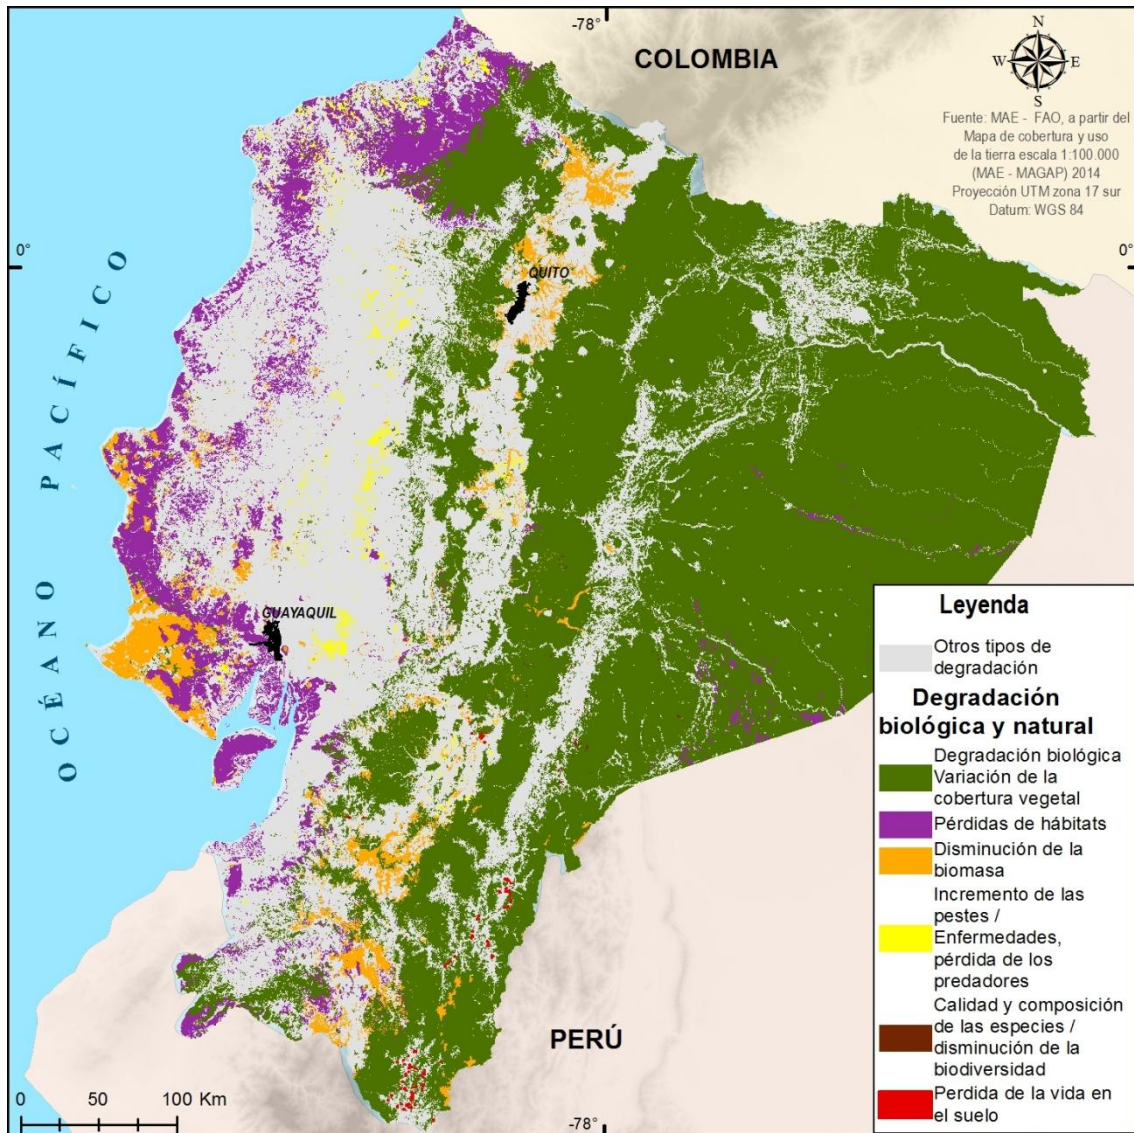 -78°
COLOMBIA
N
W
E
S
Fuente: MAE - FAO, a partir del
Mapa de cobertura y uso
de la tierra escala 1:100.000
(MAE - MAGAP) 2014
Proyección UTM zona 17 sur
Datum: WGS 84
0°
0°
OCÉANO PACÍFICO
QUITO
GUAYAQUIL
Leyenda
Otros tipos de
degradación
Degradación
biológica y natural
Degradación biológica
Variación de la
cobertura vegetal
Pérdidas de hábitats
Disminución de la
biomasa
Incremento de las
pestes /
Enfermedades,
pérdida de los
predadores
Calidad y composición
de las especies /
disminución de la
biodiversidad
Perdida de la vida en
el suelo
PERÚ
0 50 100 Km
-78°